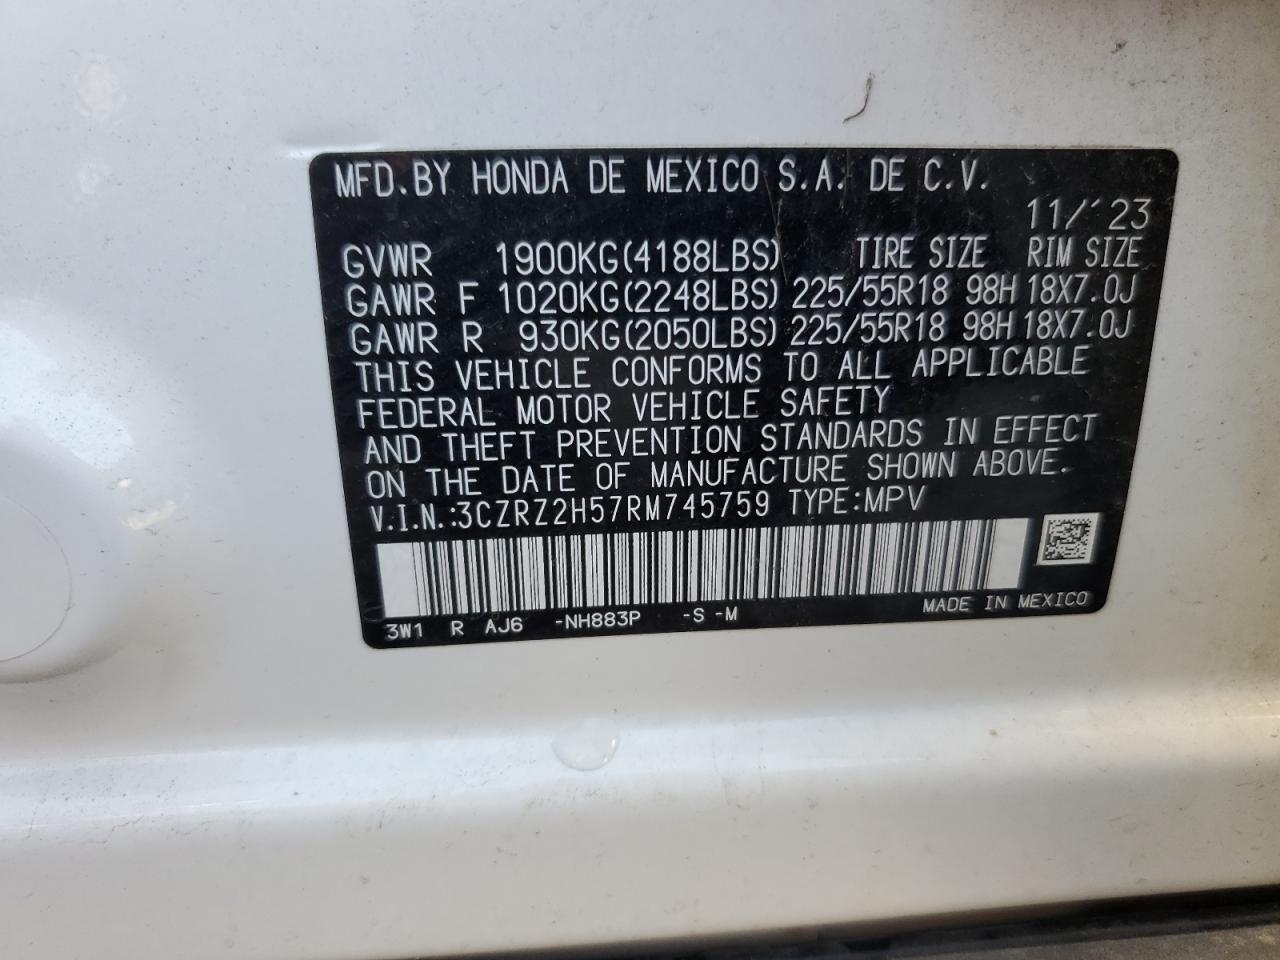 MFD.BY HONDA DE MEXICO S.A. DE C.V.
11/'23
GVWR 1900KG(4188LBS) TIRE SIZE RIM SIZE
GAWR F 1020KG(2248LBS) 225/55R18 98H 18X7.0J
GAWR R 930KG(2050LBS) 225/55R18 98H 18X7.0J
THIS VEHICLE CONFORMS TO ALL APPLICABLE
FEDERAL MOTOR VEHICLE SAFETY
AND THEFT PREVENTION STANDARDS IN EFFECT
ON THE DATE OF MANUFACTURE SHOWN ABOVE.
V.I.N.:3CZRZ2H57RM745759 TYPE:MPV
3W1 R AJ6 -NH883P -S -M MADE IN MEXICO